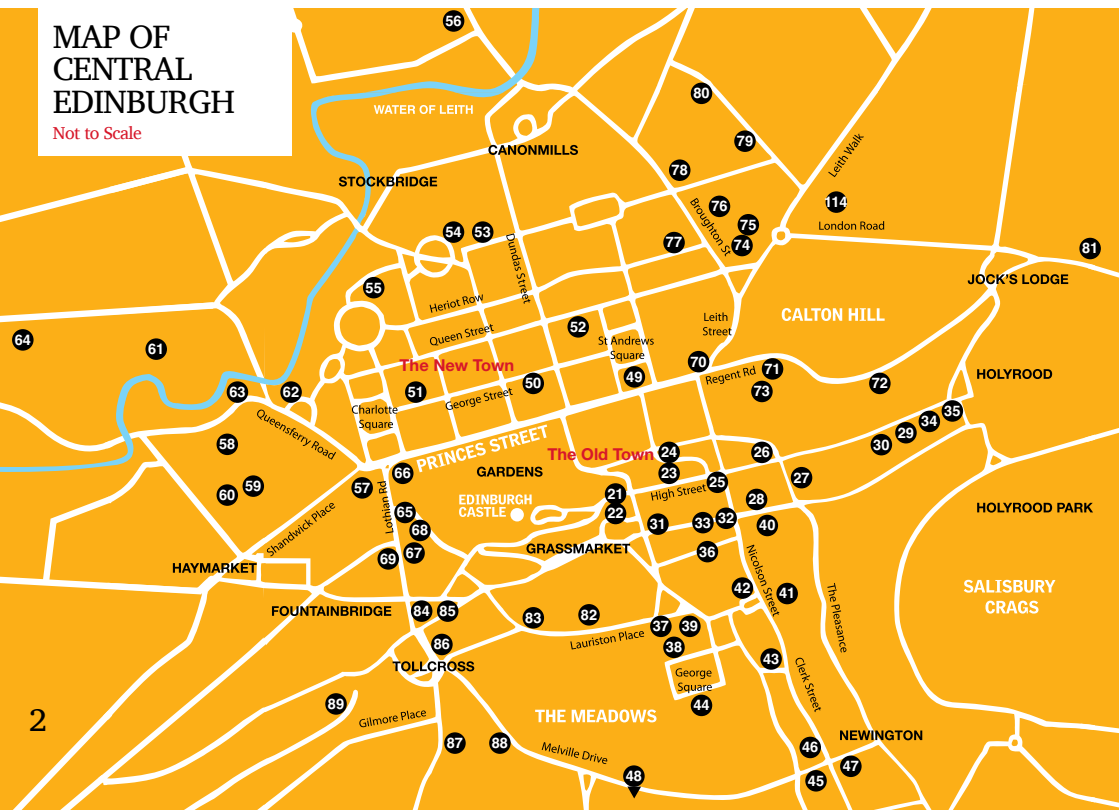 MAP OF
CENTRAL
EDINBURGH
Not to Scale
56
WATER OF LEITH
80
CANONMILLS
79
Leith Walk
STOCKBRIDGE
78
76
114
Broughton St
75
London Road
54
53
77
74
81
Dundas Street
JOCK'S LODGE
55
Heriot Row
CALTON HILL
Leith
Street
Queen Street
52
St Andrews
Square
64
61
The New Town
70
71
Regent Rd
HOLYROOD
49
50
51
George Street
73
72
63
62
Charlotte
Square
Queensferry Road
35
34
29
30
58
PRINCES STREET
The Old Town
24
26
66
GARDENS
23
27
60
59
57
High Street
25
21
28
Lothian Rd
EDINBURGH
CASTLE
65
22
31
33
32
40
HOLYROOD PARK
Shandwick Place
68
GRASSMARKET
36
69
67
HAYMARKET
Nicolson Street
SALISBURY
CRAGS
42
41
The Pleasance
FOUNTAINBRIDGE
84
85
83
82
Lauriston Place
37
39
86
38
TOLLCROSS
43
George
Square
Clerk Street
89
44
2
Gilmore Place
THE MEADOWS
NEWINGTON
87
88
Melville Drive
46
47
48
45